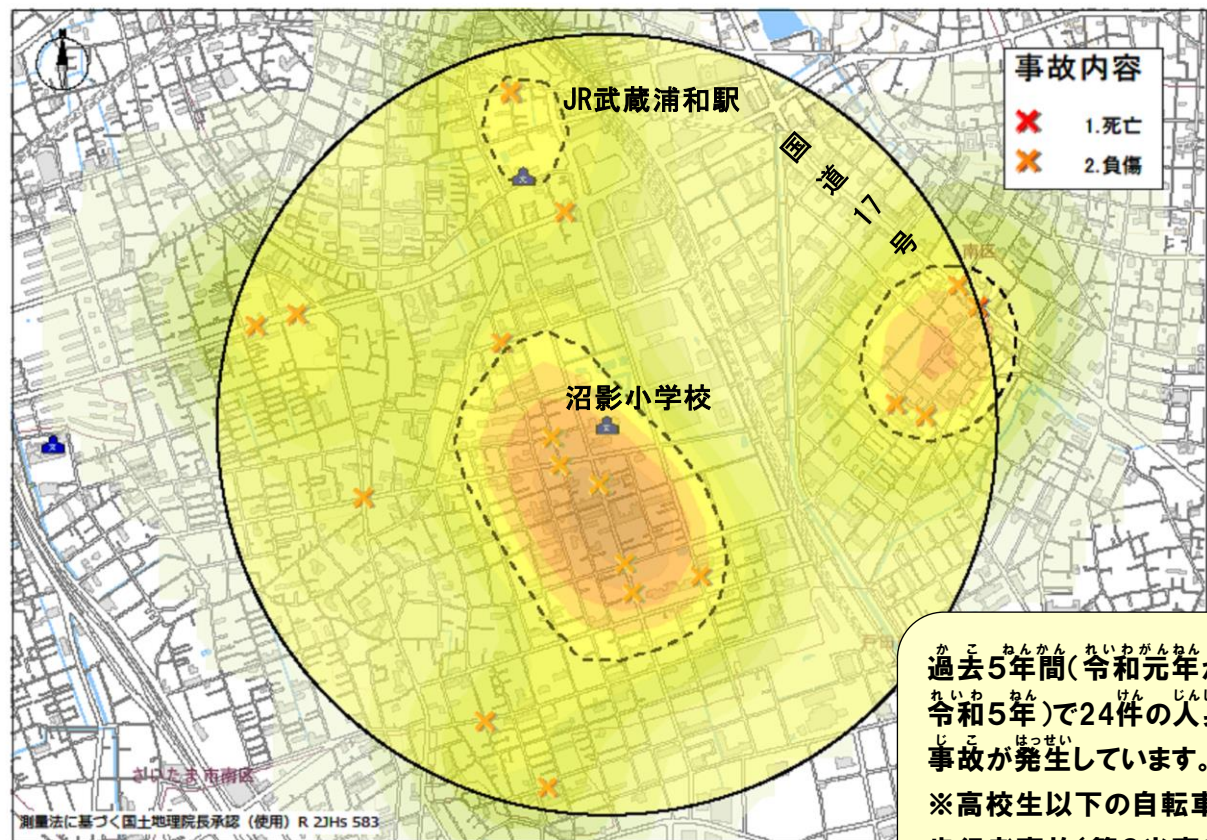 事故内容
1.死亡
2.負傷
JR武蔵浦和駅
国道17号
南区
沼影小学校
さいたま市南区
測量法に基づく国土地理院長承認(使用)R 2JHs 583
過去5年間(令和元年
令和5年)で24件の人
事故が発生しています。
※高校生以下の自転車